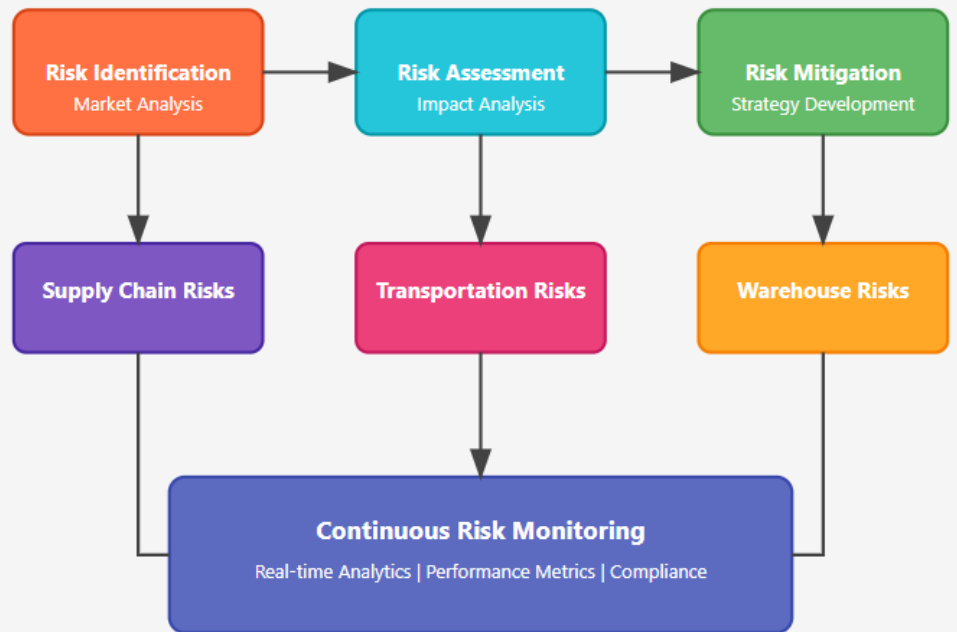 Risk Identification
Market Analysis
Risk Assessment
Impact Analysis
Risk Mitigation
Strategy Development
Supply Chain Risks
Transportation Risks
Warehouse Risks
Continuous Risk Monitoring
Real-time Analytics | Performance Metrics | Compliance